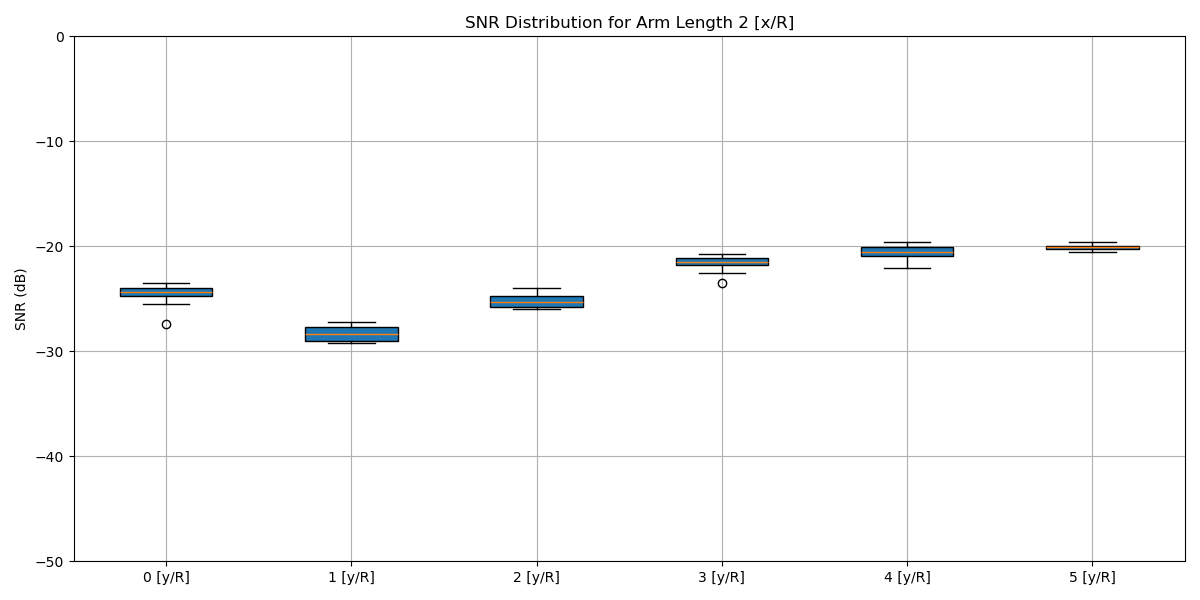 SNR Distribution for Arm Length 2 [x/R]
SNR (dB)
0
−10
−20
−30
−40
−50
0 [y/R]
1 [y/R]
2 [y/R]
3 [y/R]
4 [y/R]
5 [y/R]